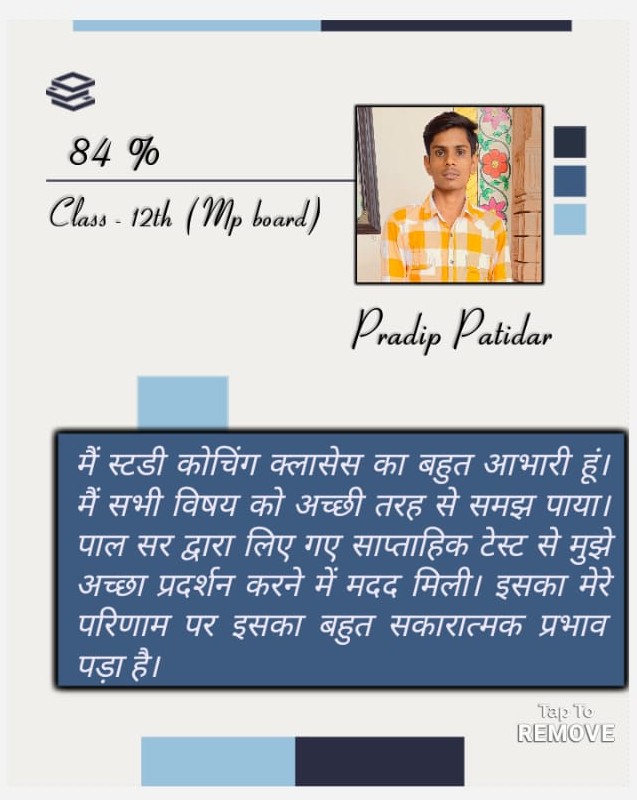 84 %
Class - 12th (Mp board)
Pradip Patidar
मैं स्टडी कोचिंग क्लासेस का बहुत आभारी हूं।
मैं सभी विषय को अच्छी तरह से समझ पाया।
पाल सर द्वारा लिए गए साप्ताहिक टेस्ट से मुझे
अच्छा प्रदर्शन करने में मदद मिली। इसका मेरे
परिणाम पर इसका बहुत सकारात्मक प्रभाव
पड़ा है।
Tap To
REMOVE